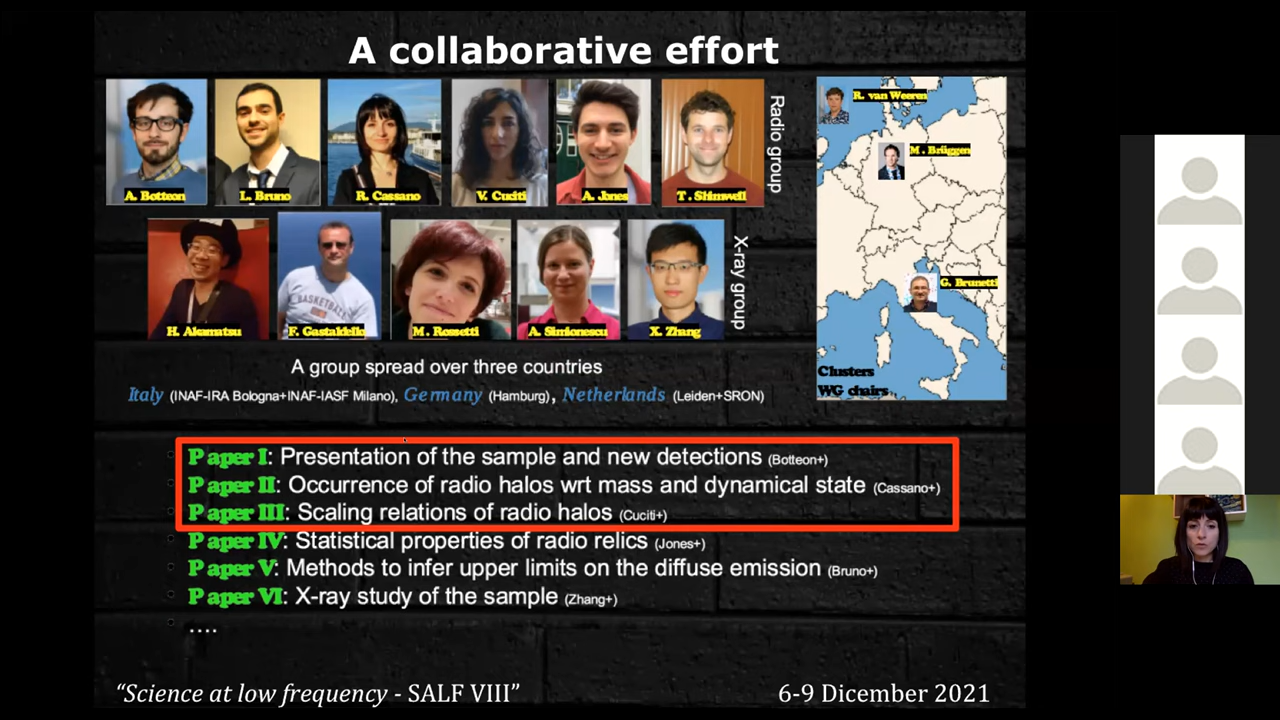 A collaborative effort
A. Botteon
L. Bruno
R. Cassano
V. Cuciti
A. Jones
T. Shimwell
Radio group
H. Akamatsu
F. Gastaldello
M. Rossetti
A. Simionescu
X. Zhang
X-ray group
R. van Weeren
M. Brüggen
G. Brunetti
Clusters
WG chairs
A group spread over three countries
Italy (INAF-IRA Bologna+INAF-IASF Milano), Germany (Hamburg), Netherlands (Leiden+SRON)
Paper I: Presentation of the sample and new detections (Botteon+)
Paper II: Occurrence of radio halos wrt mass and dynamical state (Cassano+)
Paper III: Scaling relations of radio halos (Cuciti+)
Paper IV: Statistical properties of radio relics (Jones+)
Paper V: Methods to infer upper limits on the diffuse emission (Bruno+)
Paper VI: X-ray study of the sample (Zhang+)
....
“Science at low frequency - SALF VIII”
6-9 Dicember 2021